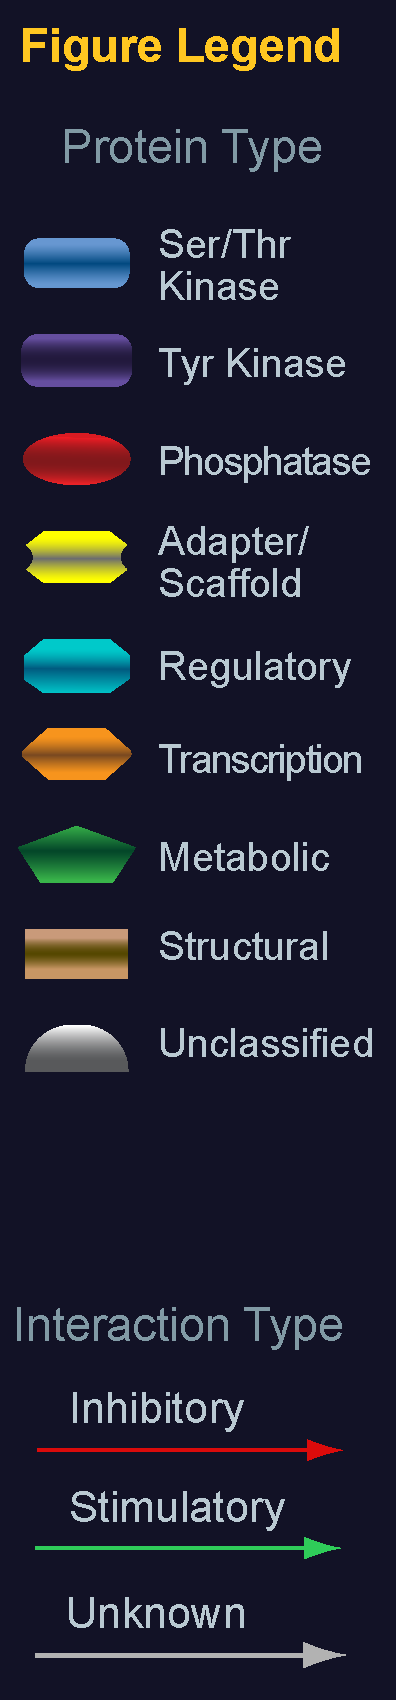 Figure Legend
Protein Type
Ser/Thr
Kinase
Tyr Kinase
Phosphatase
Adapter/
Scaffold
Regulatory
Transcription
Metabolic
Structural
Unclassified
Interaction Type
Inhibitory
Stimulatory
Unknown